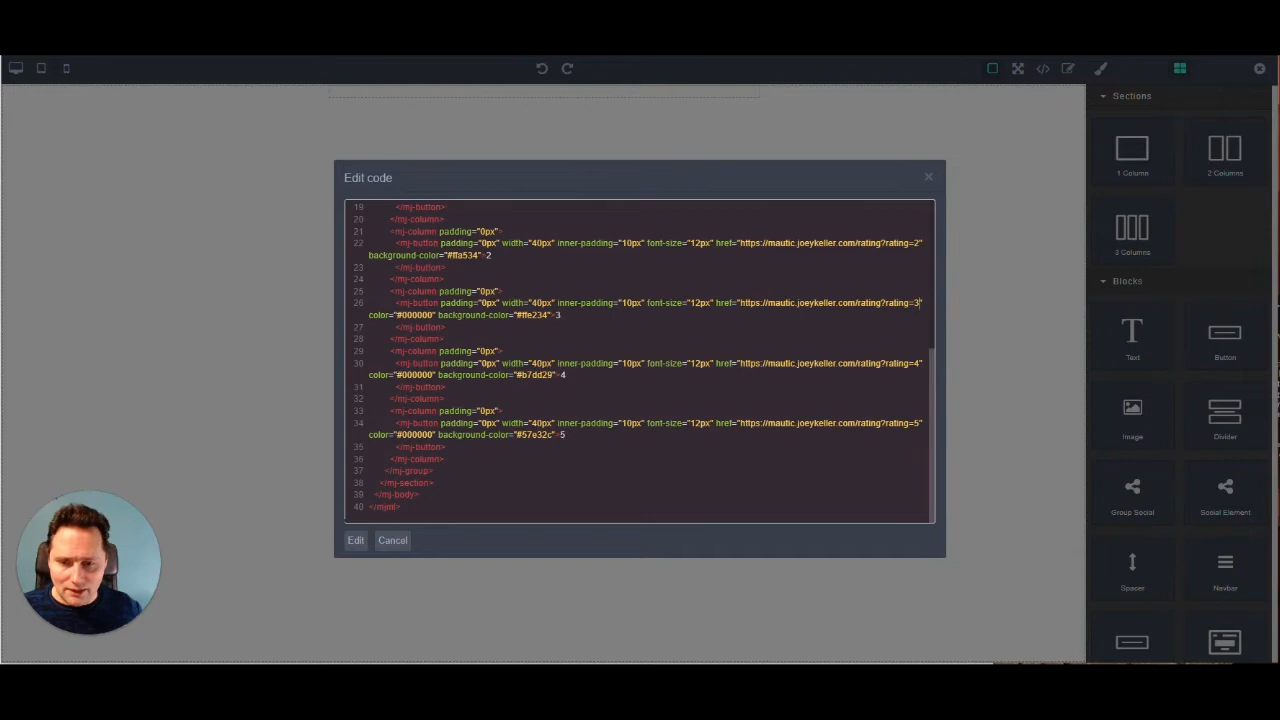 Sections
1 Column
2 Columns
3 Columns
Blocks
Text
Button
Image
Divider
Group Social
Social Element
Spacer
Navbar
Edit code
×
19 </mj-button>
20 </mj-column>
21 <mj-column padding="0px">
22 <mj-button padding="0px" width="40px" inner-padding="10px" font-size="12px" href="https://mautic.joeykeller.com/rating?rating=2"
background-color="#ffa534">2
23 </mj-button>
24 </mj-column>
25 <mj-column padding="0px">
26 <mj-button padding="0px" width="40px" inner-padding="10px" font-size="12px" href="https://mautic.joeykeller.com/rating?rating=3"
color="#000000" background-color="#ffe234">3
27 </mj-button>
28 </mj-column>
29 <mj-column padding="0px">
30 <mj-button padding="0px" width="40px" inner-padding="10px" font-size="12px" href="https://mautic.joeykeller.com/rating?rating=4"
color="#000000" background-color="#b7dd29">4
31 </mj-button>
32 </mj-column>
33 <mj-column padding="0px">
34 <mj-button padding="0px" width="40px" inner-padding="10px" font-size="12px" href="https://mautic.joeykeller.com/rating?rating=5"
color="#000000" background-color="#57e32c">5
35 </mj-button>
36 </mj-column>
37 </mj-group>
38 </mj-section>
39 </mj-body>
40 </mjml>
Edit
Cancel